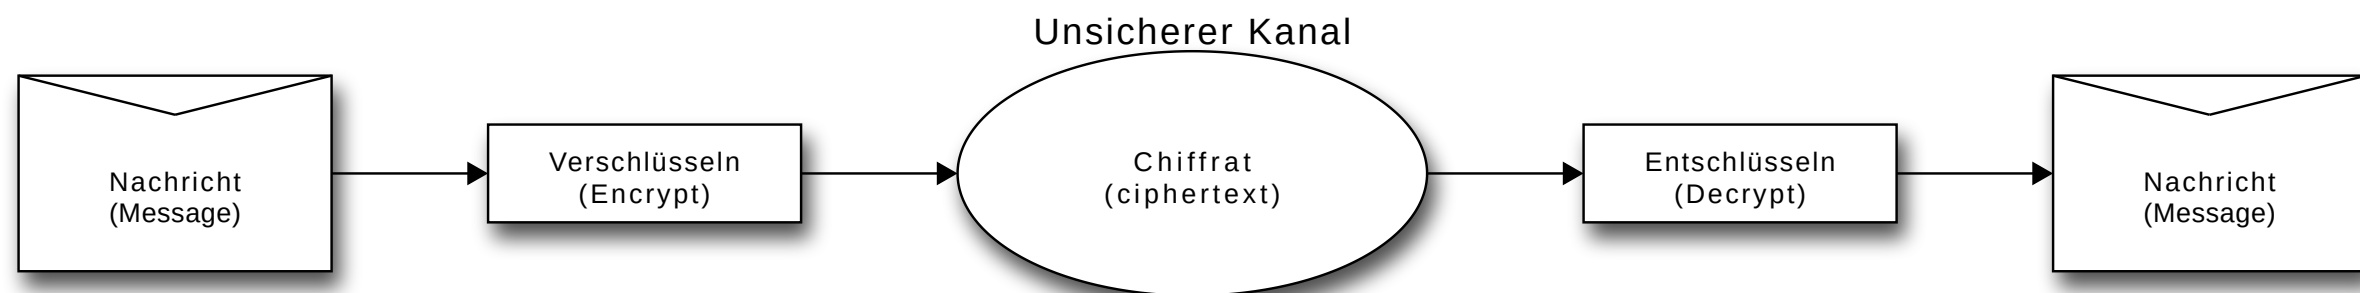 Unsicherer Kanal
Nachricht
(Message)
Verschlüsseln
(Encrypt)
Chiffrat
(ciphertext)
Entschlüsseln
(Decrypt)
Nachricht
(Message)